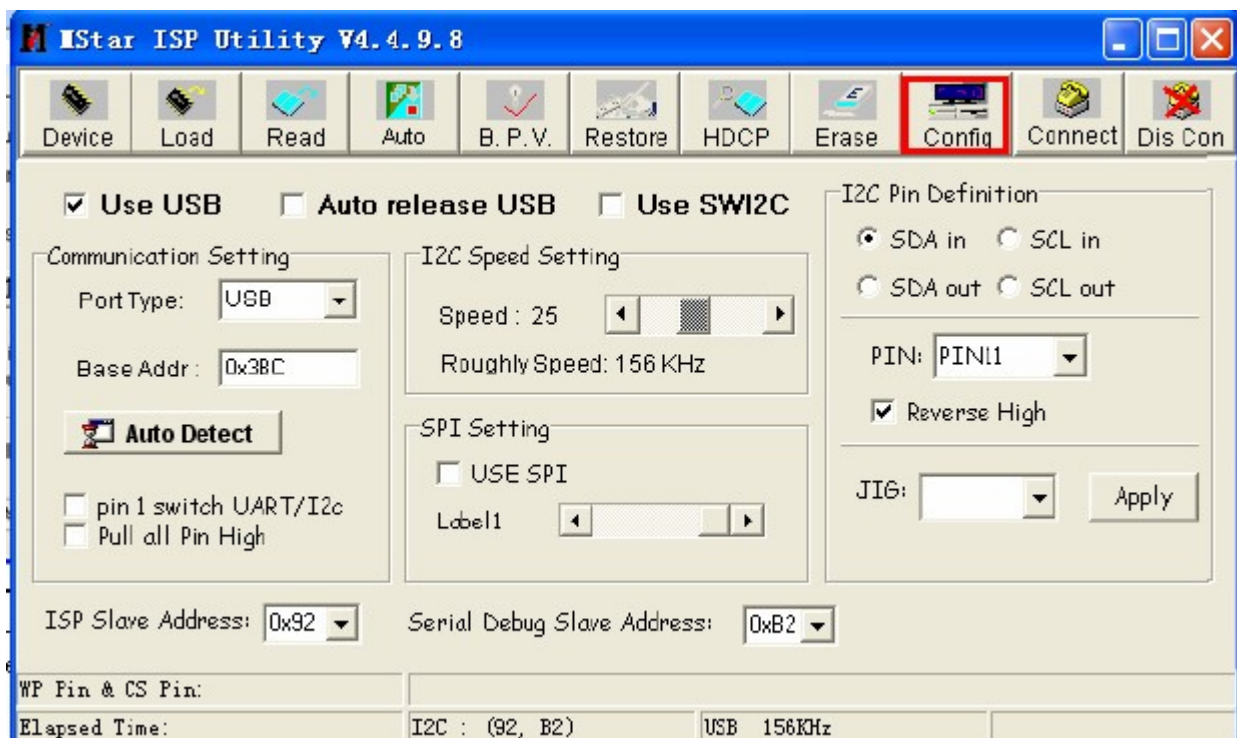 MStar ISP Utility V4.4.9.8
Device Load Read Auto B. P. V. Restore HDCP Erase Config Connect Dis Con
Use USB Auto release USB Use SWI2C
Communication Setting
Port Type: USB
Base Addr : 0x3BC
Auto Detect
pin 1 switch UART/I2c
Pull all Pin High
I2C Speed Setting
Speed : 25
Roughly Speed: 156 KHz
SPI Setting
USE SPI
Label1
I2C Pin Definition
SDA in SCL in
SDA out SCL out
PIN: PIN11
Reverse High
JIG: Apply
ISP Slave Address: 0x92 Serial Debug Slave Address: 0xB2
WP Pin & CS Pin:
Elapsed Time: I2C : (92, B2) USB 156KHz